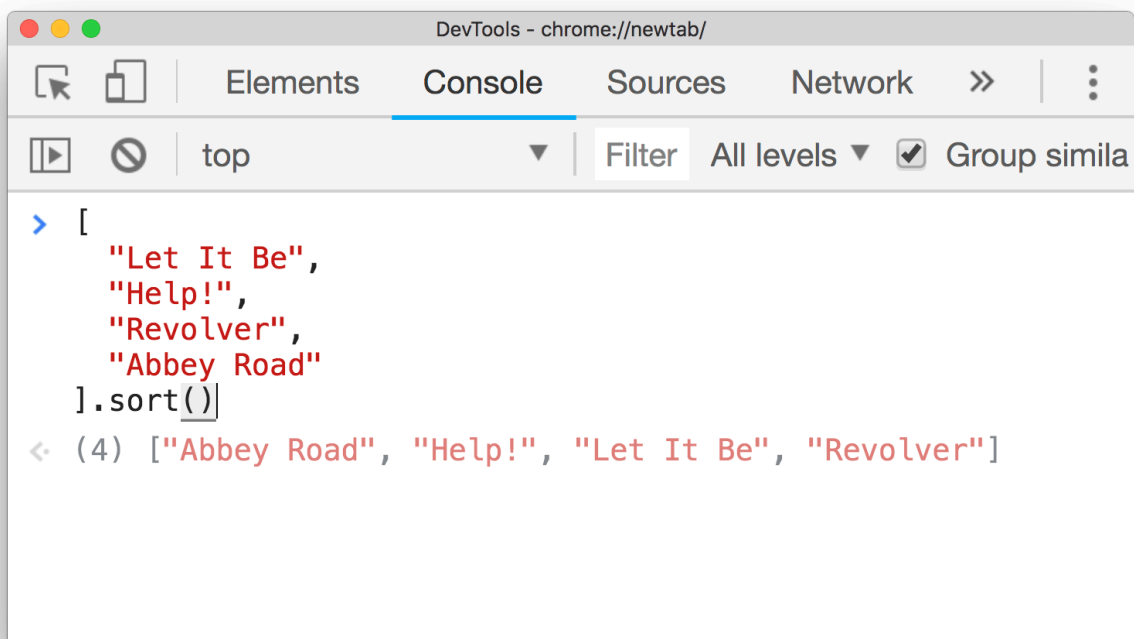 DevTools - chrome://newtab/
Elements Console Sources Network »
top ▼ Filter All levels ▼ Group simila
> [
"Let It Be",
"Help!",
"Revolver",
"Abbey Road"
].sort()
(4) ["Abbey Road", "Help!", "Let It Be", "Revolver"]